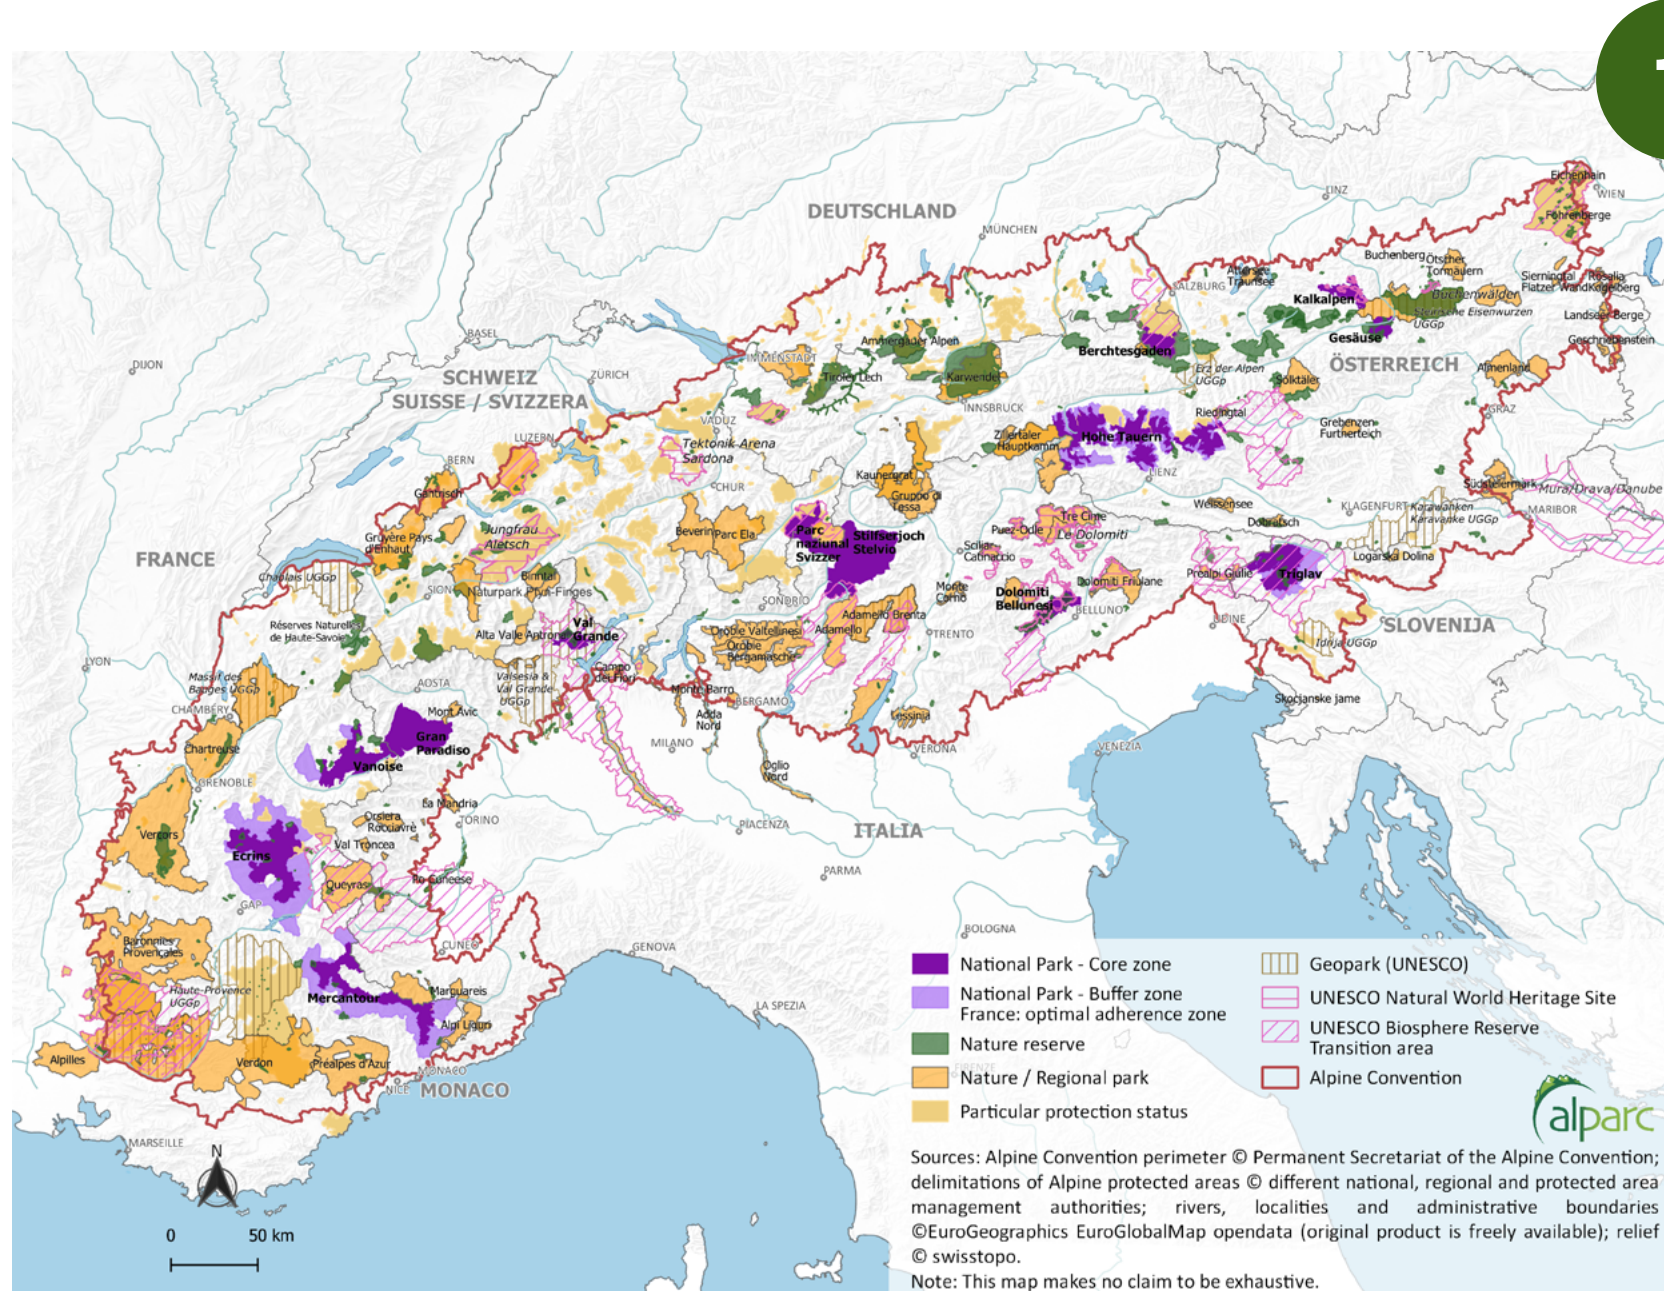 Eichenhain
LINZ
WIEN
DEUTSCHLAND
Föhrenberge
MÜNCHEN
Buchenberg
Ötscher
Tormauern
Attersee
Traunsee
Sierningtal
Flatzer Wand
Rosalia
Kogelberg
SALZBURG
Kalkalpen
Buchenwälder
Steirische Eisenwurzen
UGGp
Landseer Berge
BASEL
Gesäuse
Geschriebenstein
Ammergauer Alpen
Berchtesgaden
IMMENSTADT
DIJON
ZÜRICH
Tiroler Lech
Karwendel
Erz der Alpen
UGGp
Sölktäler
ÖSTERREICH
Almenland
SCHWEIZ
SUISSE / SVIZZERA
INNSBRUCK
Riedingtal
GRAZ
VADUZ
LUZERN
Tektonik Arena
Sardona
Zillertaler
Hauptkamm
Hohe Tauern
Grebenzen
Furtnerteich
BERN
CHUR
Kaunergrat
LIENZ
Gantrisch
Gruppo di
Tessa
Südsteiermark
Mura/Drava/Danube
Weissensee
KLAGENFURT
Karawanken
Karavanke UGGp
MARIBOR
Jungfrau
Aletsch
Beverin
Parc Ela
Parc
naziunal
Svizzer
Stilfserjoch
Stelvio
Puez-Odle
Tre Cime
Le Dolomiti
Dobratsch
Gruyère Pays
d'Enhaut
FRANCE
Sciliar-
Catinaccio
Logarska Dolina
Chablais UGGp
Binntal
Prealpi Giulie
Triglav
SION
Naturpark Pfyn-Finges
Monte
Corno
Dolomiti
Bellunesi
Dolomiti Friulane
SONDRIO
BELLUNO
Réserves Naturelles
de Haute-Savoie
Alta Valle Antrona
Val
Grande
Adamello Brenta
Adamello
Orobie Valtellinesi
Orobie
Bergamasche
TRENTO
UDINE
SLOVENIJA
Idrija UGGp
LYON
Massif des
Bauges UGGp
AOSTA
Valsesia &
Val Grande
UGGp
Campo
dei Fiori
Monte Barro
BERGAMO
Škocjanske jame
CHAMBÉRY
Mont Avic
Adda
Nord
Lessinia
Gran
Paradiso
MILANO
VERONA
VENEZIA
Chartreuse
Vanoise
GRENOBLE
Oglio
Nord
La Mandria
Orsiera
Rocciavrè
TORINO
PIACENZA
ITALIA
Vercors
Val Troncea
Ecrins
PARMA
Queyras
Po Cuneese
GAP
Baronnies
Provençales
CUNEO
GENOVA
BOLOGNA
Haute-Provence
UGGp
Mercantour
Marguareis
LA SPEZIA
Alpi Liguri
Alpilles
Verdon
Préalpes d'Azur
MONACO
NICE
MONACO
FIRENZE
MARSEILLE
N
0 50 km
National Park - Core zone
National Park - Buffer zone
France: optimal adherence zone
Nature reserve
Nature / Regional park
Particular protection status
Geopark (UNESCO)
UNESCO Natural World Heritage Site
UNESCO Biosphere Reserve
Transition area
Alpine Convention
alparc
Sources: Alpine Convention perimeter © Permanent Secretariat of the Alpine Convention;
delimitations of Alpine protected areas © different national, regional and protected area
management authorities; rivers, localities and administrative boundaries
©EuroGeographics EuroGlobalMap opendata (original product is freely available); relief
© swisstopo.
Note: This map makes no claim to be exhaustive.